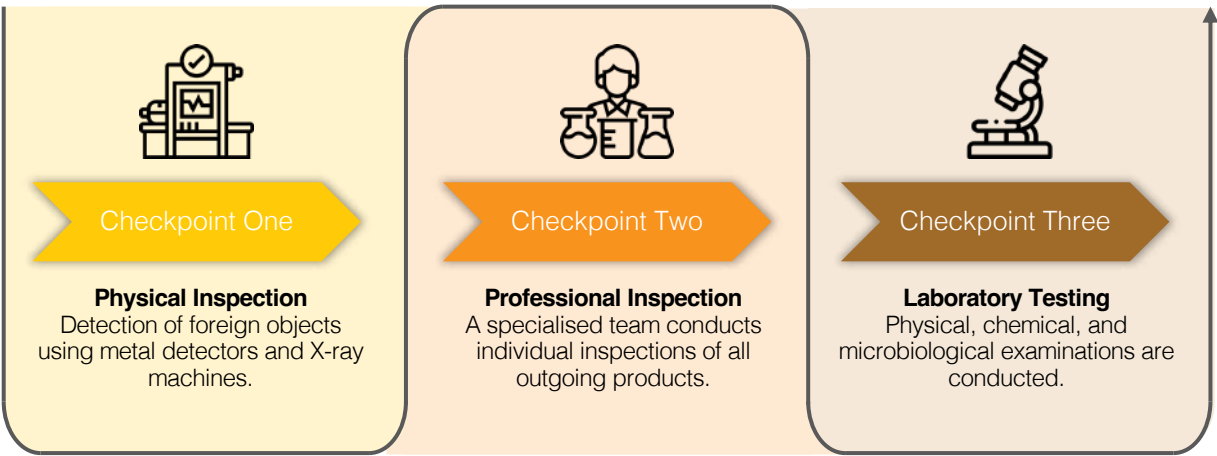 Checkpoint One
Physical Inspection
Detection of foreign objects
using metal detectors and X-ray
machines.
Checkpoint Two
Professional Inspection
A specialised team conducts
individual inspections of all
outgoing products.
Checkpoint Three
Laboratory Testing
Physical, chemical, and
microbiological examinations are
conducted.